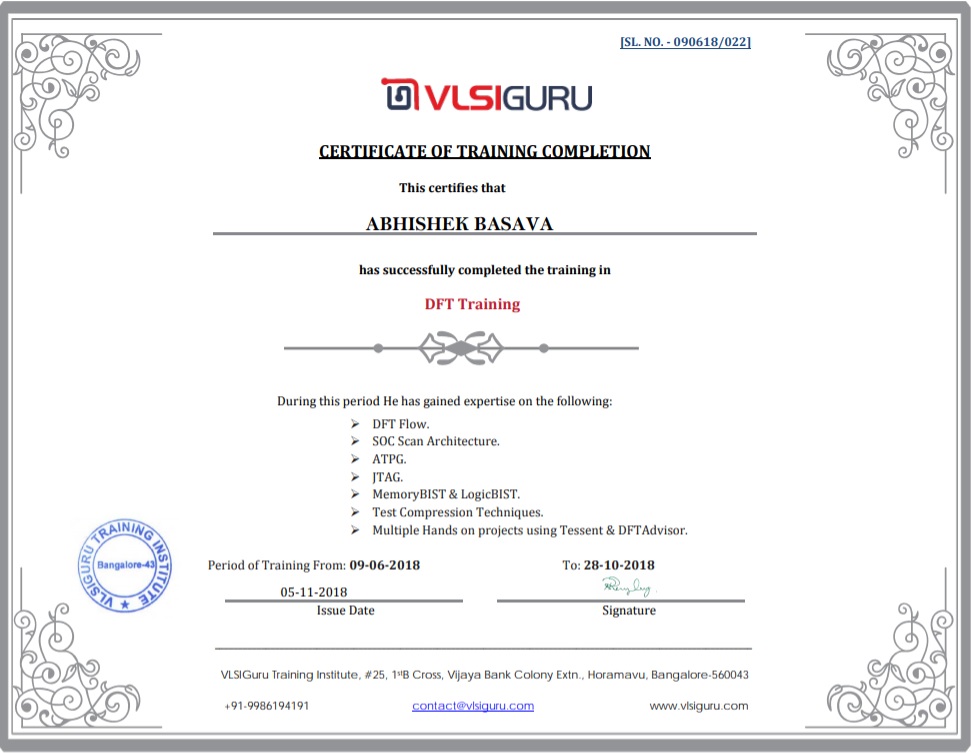 [SL. NO. - 090618/022]
VLSIGURU
CERTIFICATE OF TRAINING COMPLETION
This certifies that
ABHISHEK BASAVA
has successfully completed the training in
DFT Training
During this period He has gained expertise on the following:
➢ DFT Flow.
➢ SOC Scan Architecture.
➢ ATPG.
➢ JTAG.
➢ MemoryBIST & LogicBIST.
➢ Test Compression Techniques.
➢ Multiple Hands on projects using Tessent & DFTAdvisor.
VLSIGURU TRAINING INSTITUTE ★
Bangalore-43
Period of Training From: 09-06-2018 To: 28-10-2018
05-11-2018
Issue Date Signature
VLSIGuru Training Institute, #25, 1stB Cross, Vijaya Bank Colony Extn., Horamavu, Bangalore-560043
+91-9986194191 contact@vlsiguru.com www.vlsiguru.com